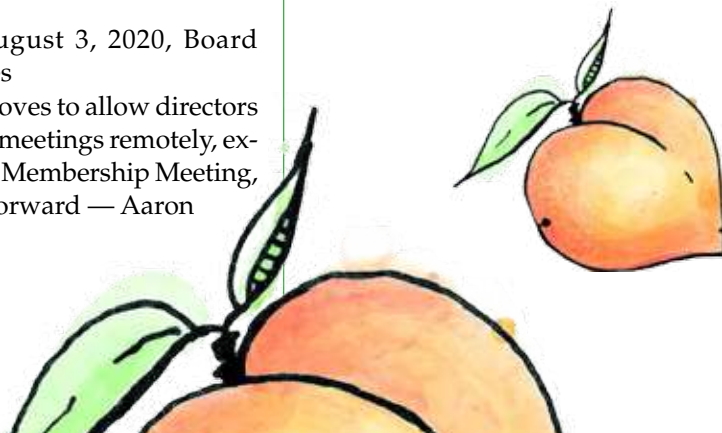 ugust 3, 2020, Board
s
oves to allow directors
meetings remotely, ex-
Membership Meeting,
orward — Aaron